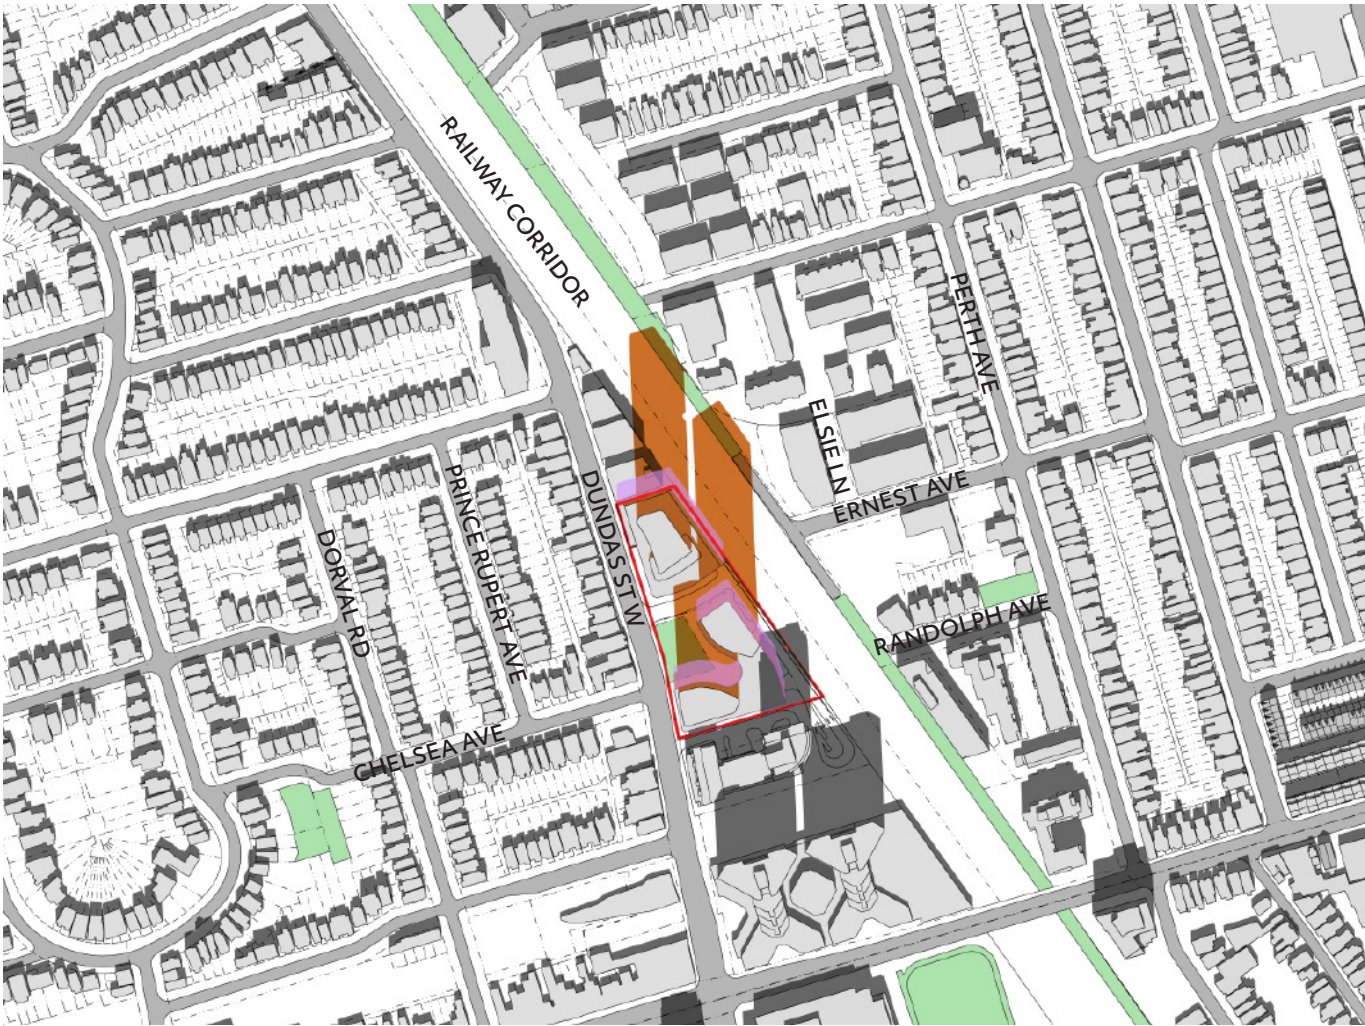 RAILWAY CORRIDOR
PERTH AVE
ELSIE LN
ERNEST AVE
DUNDAS ST W
PRINCE RUPERT AVE
DORVAL RD
RANDOLPH AVE
CHELSEA AVE